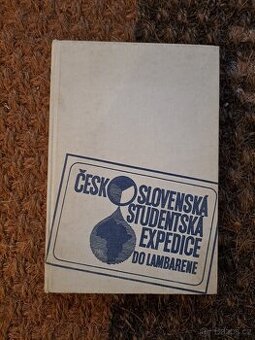 ČESKOSLOVENSKÁ
STUDENTSKÁ
EXPEDICE
DO LAMBARENE